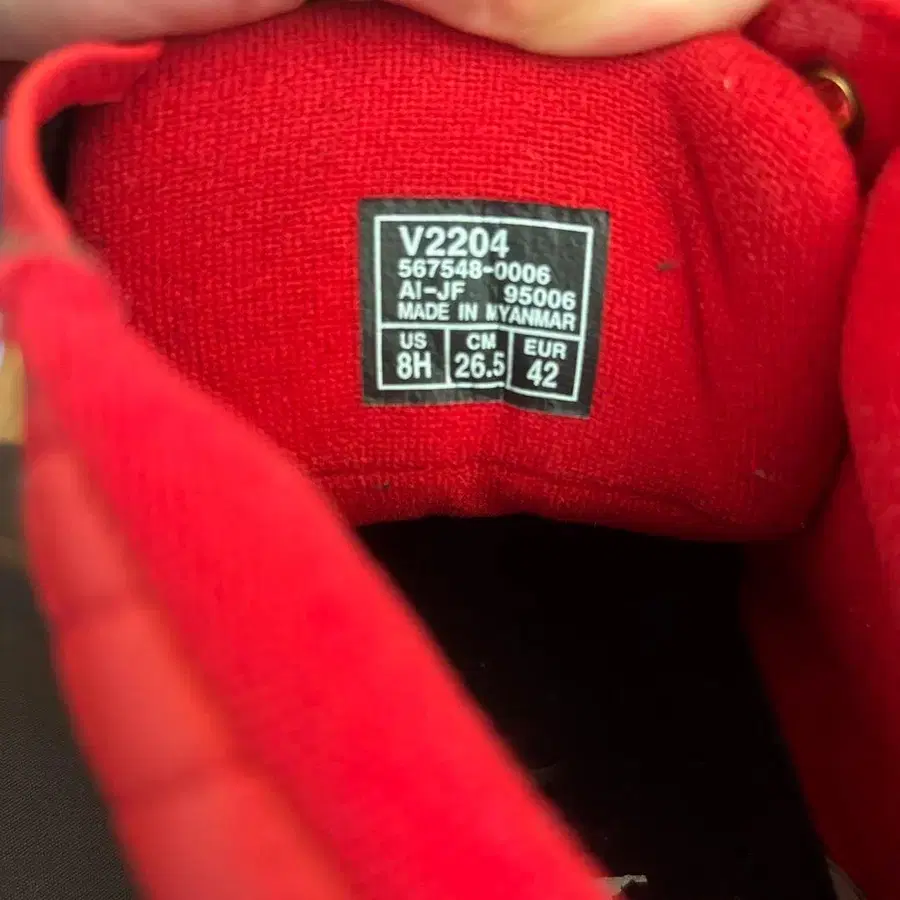 V2204
567548-0006
AI-JF 95006
MADE IN MYANMAR
US CM EUR
8H 26.5 42